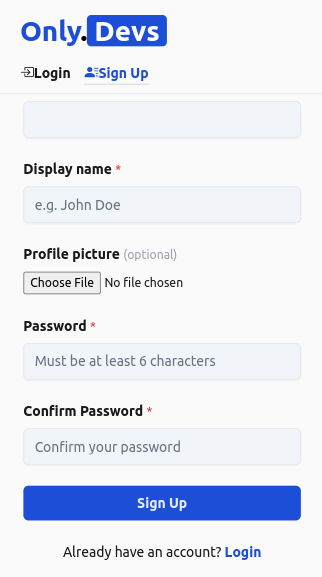 Only. Devs
Login Sign Up
Display name *
e.g. John Doe
Profile picture (optional)
Choose File No file chosen
Password *
Must be at least 6 characters
Confirm Password *
Confirm your password
Sign Up
Already have an account? Login